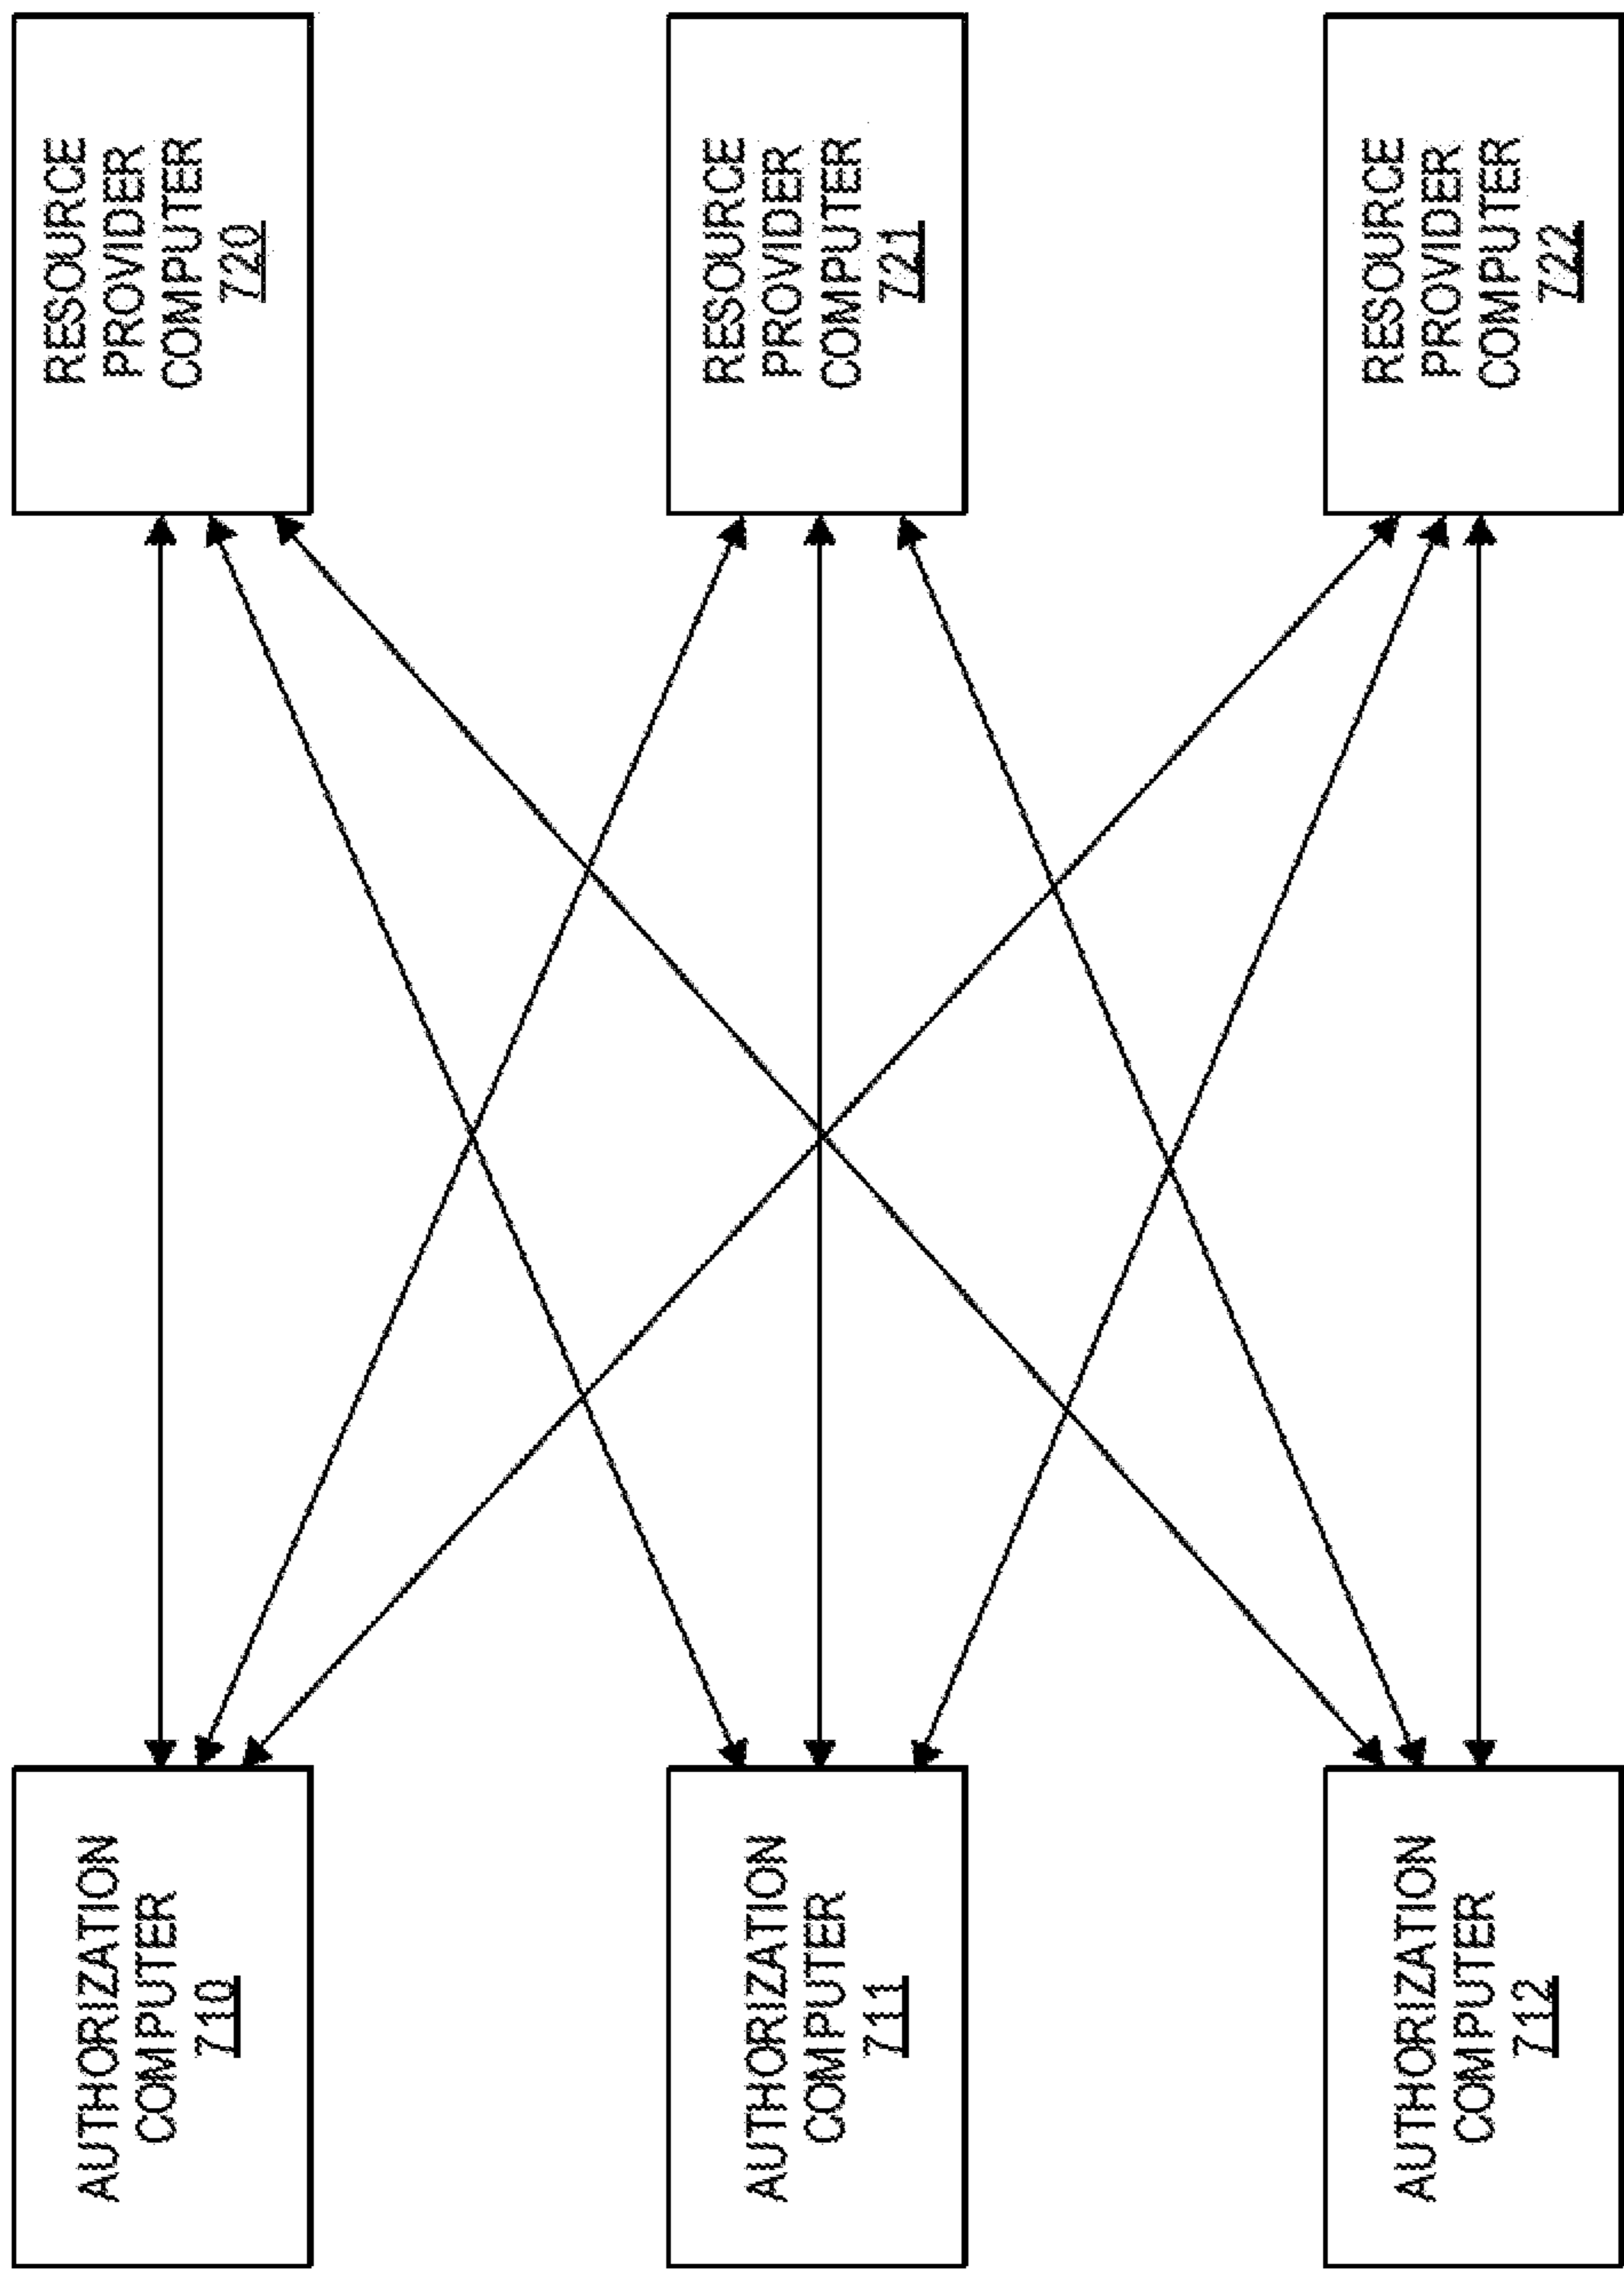 AUTHORIZATION
COMPUTER
710
RESOURCE
PROVIDER
COMPUTER
720
AUTHORIZATION
COMPUTER
711
RESOURCE
PROVIDER
COMPUTER
721
AUTHORIZATION
COMPUTER
712
RESOURCE
PROVIDER
COMPUTER
722